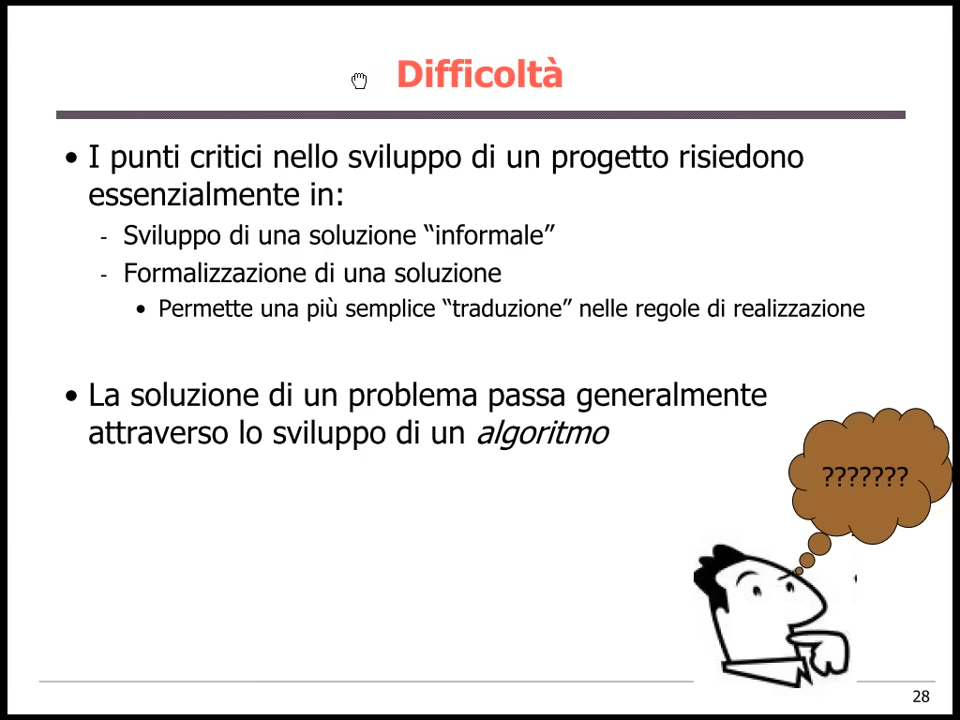 Difficoltà
• I punti critici nello sviluppo di un progetto risiedono
essenzialmente in:
- Sviluppo di una soluzione “informale”
- Formalizzazione di una soluzione
• Permette una più semplice “traduzione” nelle regole di realizzazione
• La soluzione di un problema passa generalmente
attraverso lo sviluppo di un algoritmo
???????
28